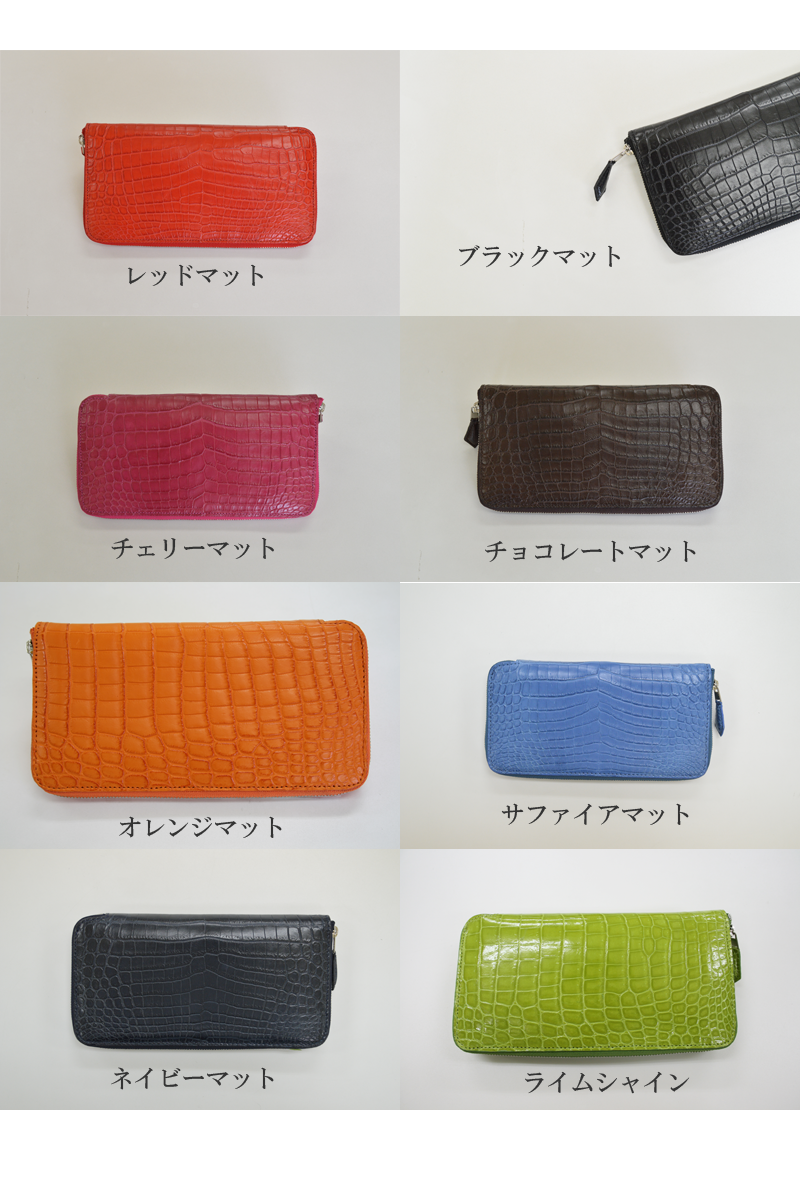 レッドマット
ブラックマット
チェリーマット
チョコレートマット
オレンジマット
サファイアマット
ネイビーマット
ライムシャイン